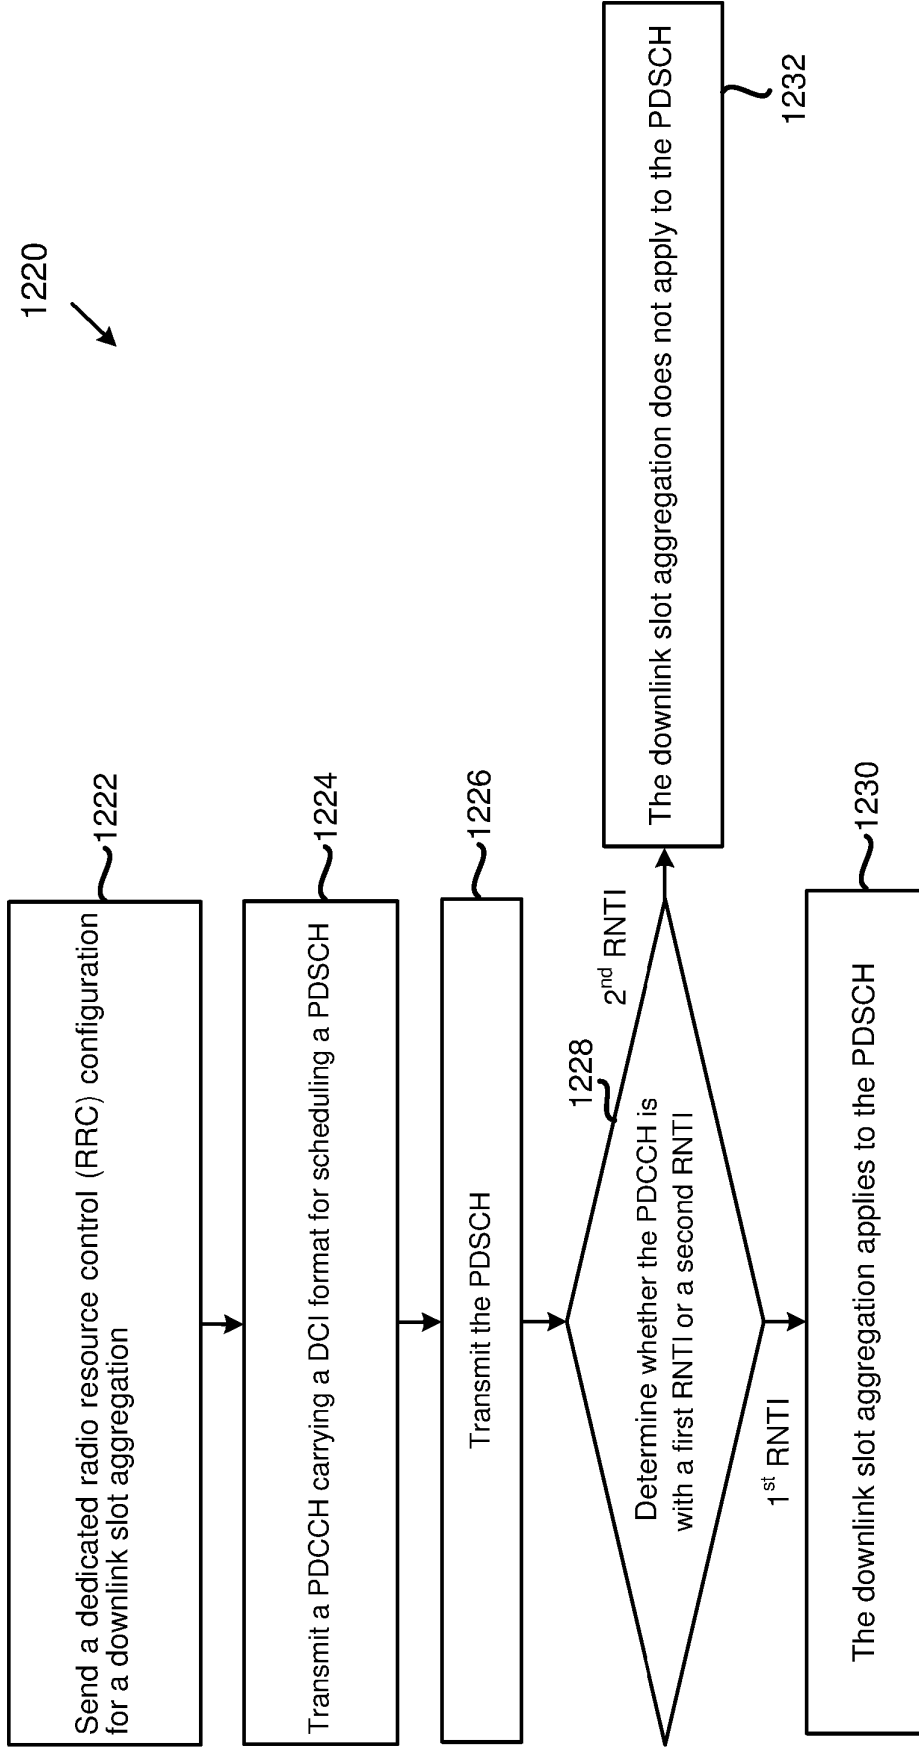 1220
1222
Send a dedicated radio resource control (RRC) configuration
for a downlink slot aggregation
1224
Transmit a PDCCH carrying a DCI format for scheduling a PDSCH
1226
Transmit the PDSCH
1228
Determine whether the PDCCH is
with a first RNTI or a second RNTI
2nd RNTI
The downlink slot aggregation does not apply to the PDSCH
1232
1st RNTI
1230
The downlink slot aggregation applies to the PDSCH